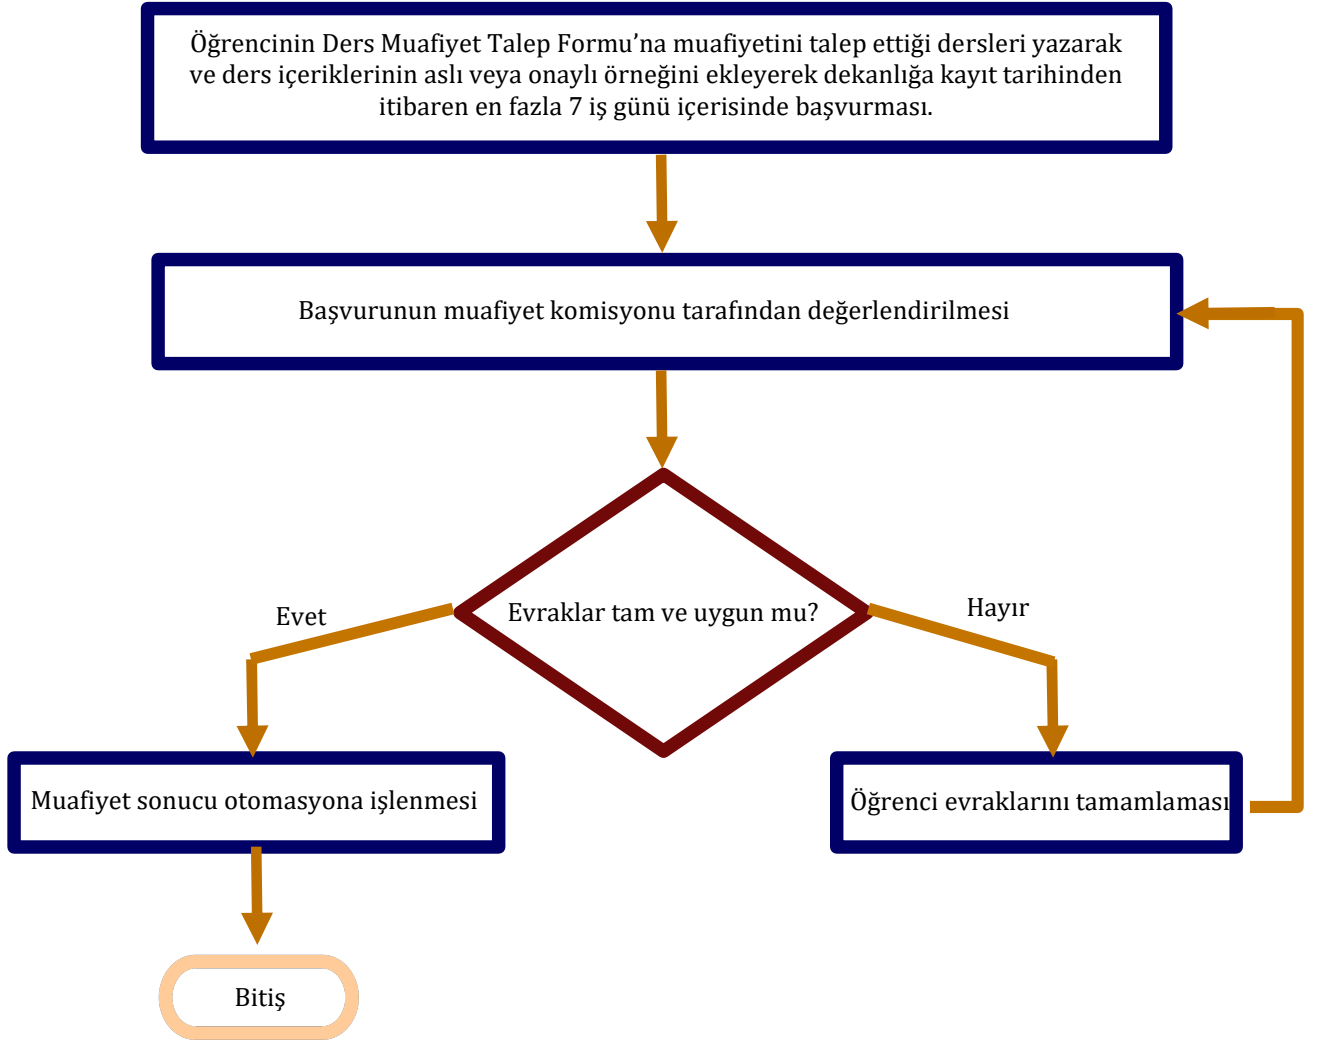 Öğrencinin Ders Muafiyet Talep Formu’na muafiyetini talep ettiği dersleri yazarak
ve ders içeriklerinin aslı veya onaylı örneğini ekleyerek dekanlığa kayıt tarihinden
itibaren en fazla 7 iş günü içerisinde başvurması.
Başvurunun muafiyet komisyonu tarafından değerlendirilmesi
Evraklar tam ve uygun mu?
Evet
Hayır
Muafiyet sonucu otomasyona işlenmesi
Öğrenci evraklarını tamamlaması
Bitiş